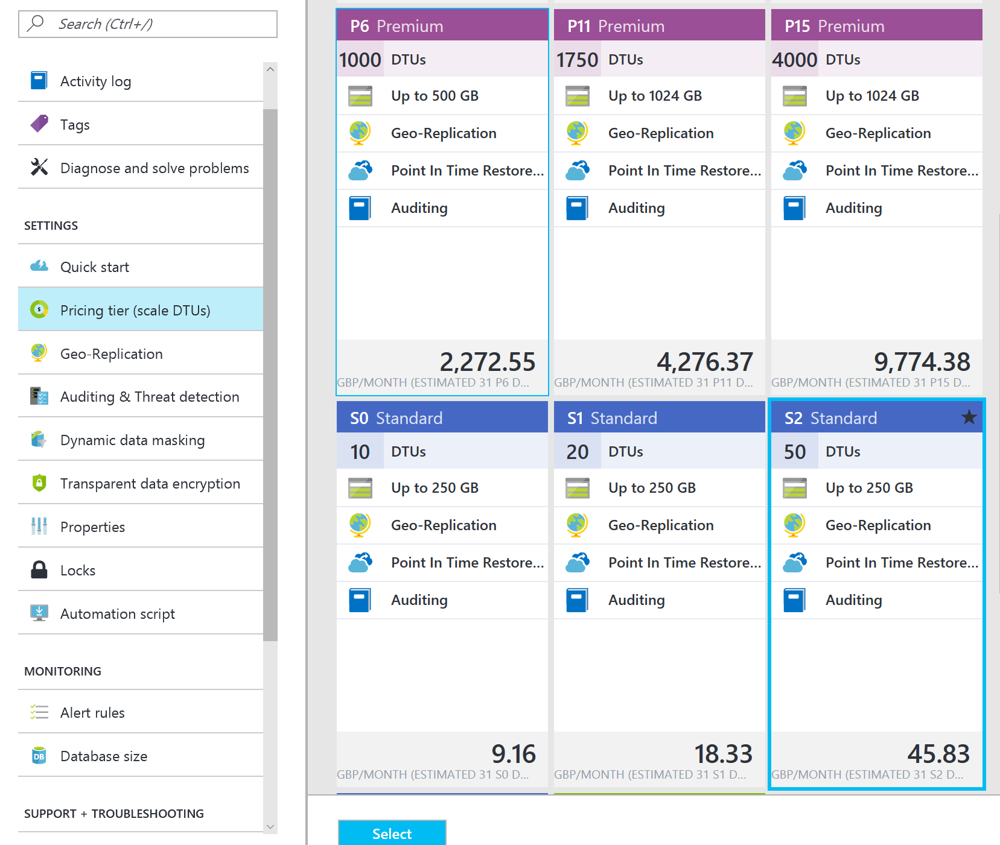 Search (Ctrl+/)
Activity log
Tags
Diagnose and solve problems
SETTINGS
Quick start
Pricing tier (scale DTUs)
Geo-Replication
Auditing & Threat detection
Dynamic data masking
Transparent data encryption
Properties
Locks
Automation script
MONITORING
Alert rules
DB
Database size
SUPPORT + TROUBLESHOOTING
P6 Premium
1000 DTUs
Up to 500 GB
Geo-Replication
Point In Time Restore...
Auditing
2,272.55
GBP/MONTH (ESTIMATED 31 P6 D...
P11 Premium
1750 DTUs
Up to 1024 GB
Geo-Replication
Point In Time Restore...
Auditing
4,276.37
GBP/MONTH (ESTIMATED 31 P11 D...
P15 Premium
4000 DTUs
Up to 1024 GB
Geo-Replication
Point In Time Restore...
Auditing
9,774.38
GBP/MONTH (ESTIMATED 31 P15 D...
S0 Standard
10 DTUs
Up to 250 GB
Geo-Replication
Point In Time Restore...
Auditing
9.16
GBP/MONTH (ESTIMATED 31 S0 D...
S1 Standard
20 DTUs
Up to 250 GB
Geo-Replication
Point In Time Restore...
Auditing
18.33
GBP/MONTH (ESTIMATED 31 S1 D...
S2 Standard
50 DTUs
Up to 250 GB
Geo-Replication
Point In Time Restore...
Auditing
45.83
GBP/MONTH (ESTIMATED 31 S2 D...
Select